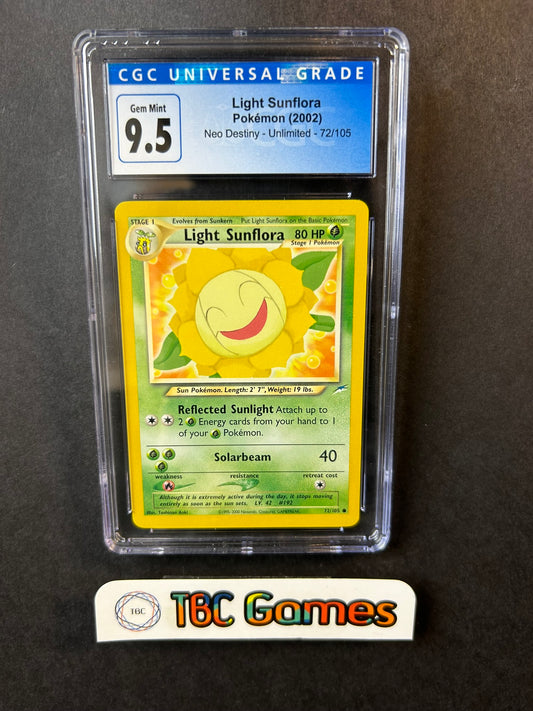 CGC UNIVERSAL GRADE
Gem Mint
9.5
Light Sunflora
Pokémon (2002)
Neo Destiny - Unlimited - 72/105
STAGE 1
Evolves from Sunkern
Put Light Sunflora on the Basic Pokémon
Light Sunflora
80 HP
Stage 1 Pokémon
Sun Pokémon. Length: 2' 7", Weight: 19 lbs.
Reflected Sunlight Attach up to
2 Energy cards from your hand to 1
of your Pokémon.
Solarbeam 40
weakness
resistance
retreat cost
Although it is extremely active during the day, it stops moving
entirely as soon as the sun sets. LV. 42 #192
72/105
TBC
TBC Games